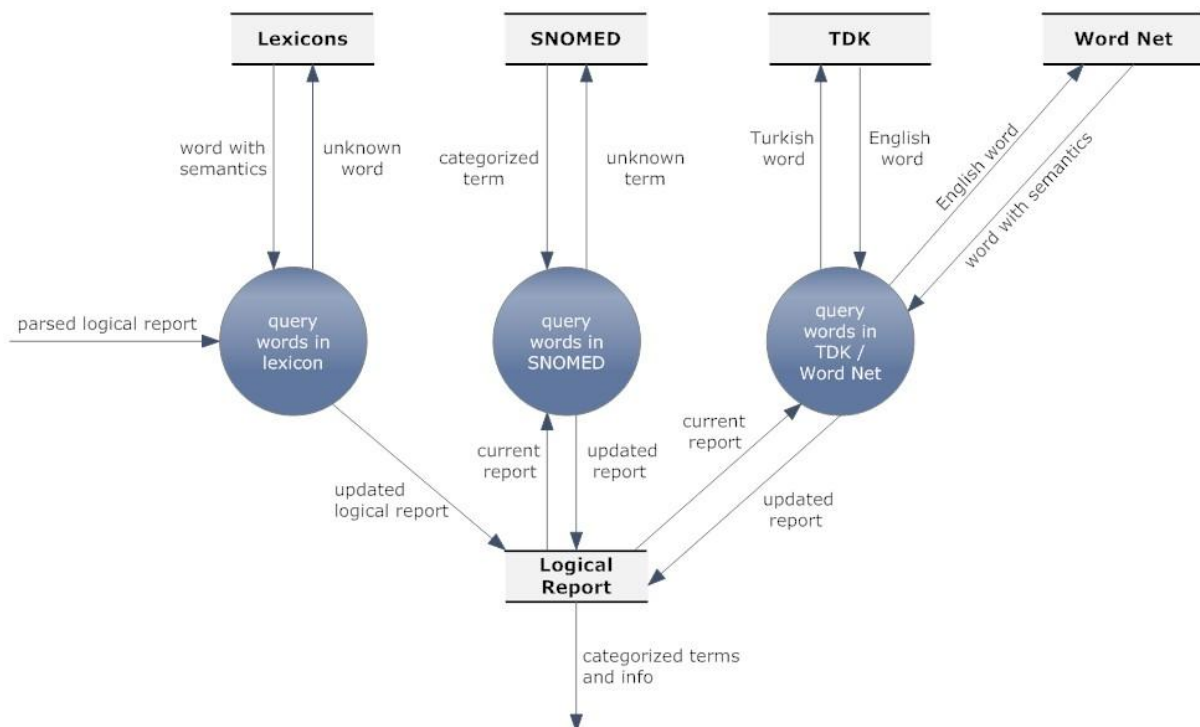 Lexicons
SNOMED
TDK
Word Net
word with
semantics
unknown
word
categorized
term
unknown
term
Turkish
word
English
word
English word
word with semantics
parsed logical report
query
words in
lexicon
query
words in
SNOMED
query
words in
TDK /
Word Net
updated
logical report
current
report
updated
report
current
report
updated
report
Logical
Report
categorized terms
and info